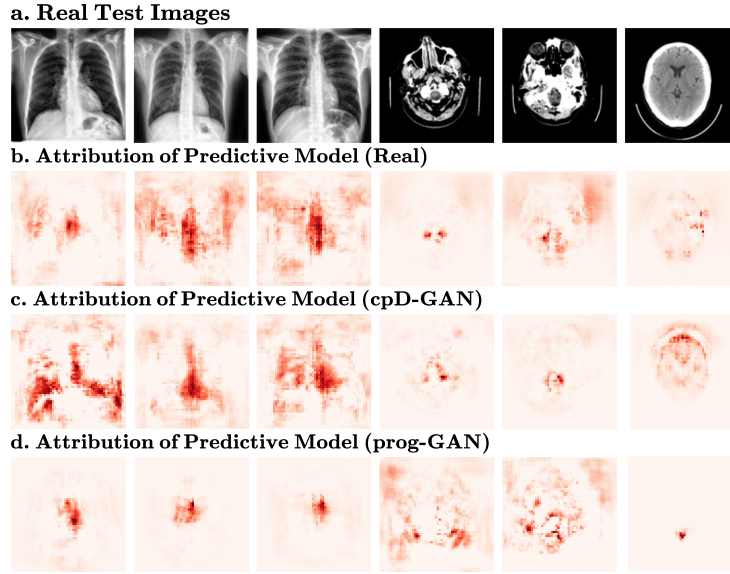 a. Real Test Images
b. Attribution of Predictive Model (Real)
c. Attribution of Predictive Model (cpD-GAN)
d. Attribution of Predictive Model (prog-GAN)